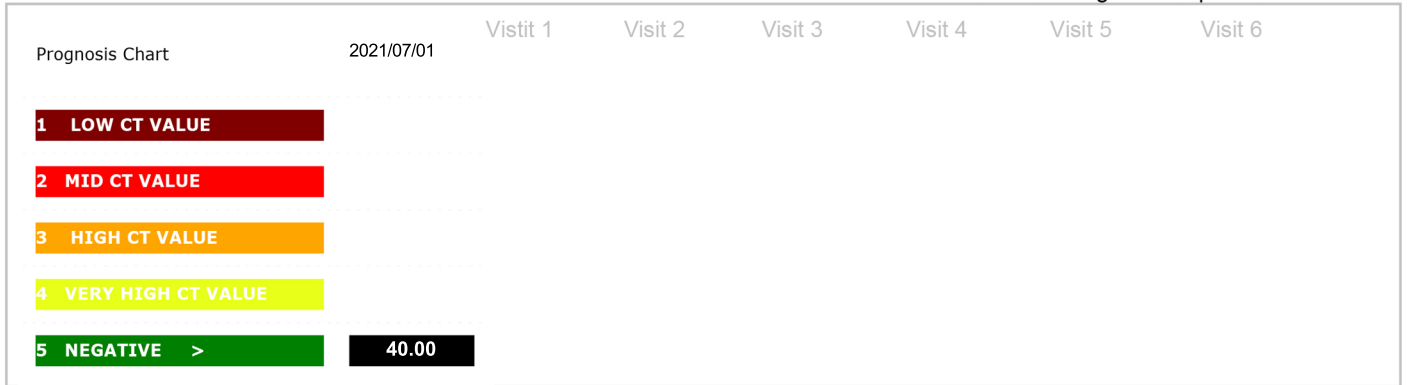 Vistit 1 Visit 2 Visit 3 Visit 4 Visit 5 Visit 6
Prognosis Chart 2021/07/01
1 LOW CT VALUE
2 MID CT VALUE
3 HIGH CT VALUE
4 VERY HIGH CT VALUE
5 NEGATIVE > 40.00